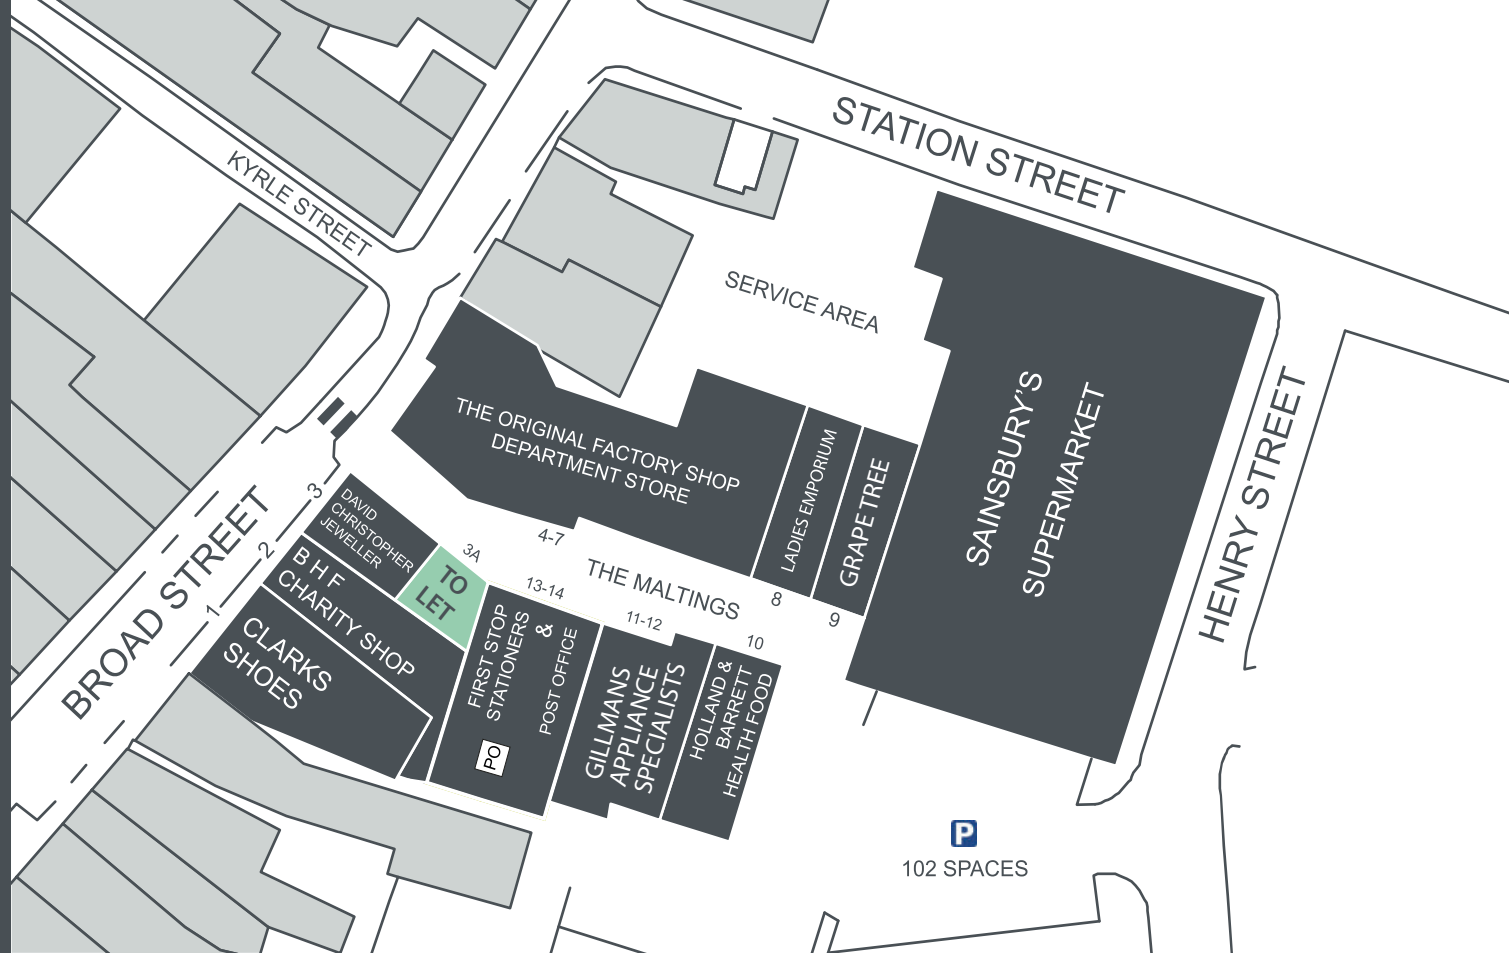 STATION STREET
KYRLE STREET
SERVICE AREA
THE ORIGINAL FACTORY SHOP
DEPARTMENT STORE
LADIES EMPORIUM
GRAPE TREE
SAINSBURY'S
SUPERMARKET
HENRY STREET
BROAD STREET
3
2
1
DAVID
CHRISTOPHER
JEWELLER
3A
4-7
TO
LET
B H F
CHARITY SHOP
CLARKS
SHOES
THE MALTINGS
13-14
11-12
10
8
9
FIRST STOP
STATIONERS
&
POST OFFICE
PO
GILLMANS
APPLIANCE
SPECIALISTS
HOLLAND &
BARRETT
HEALTH FOOD
P
102 SPACES